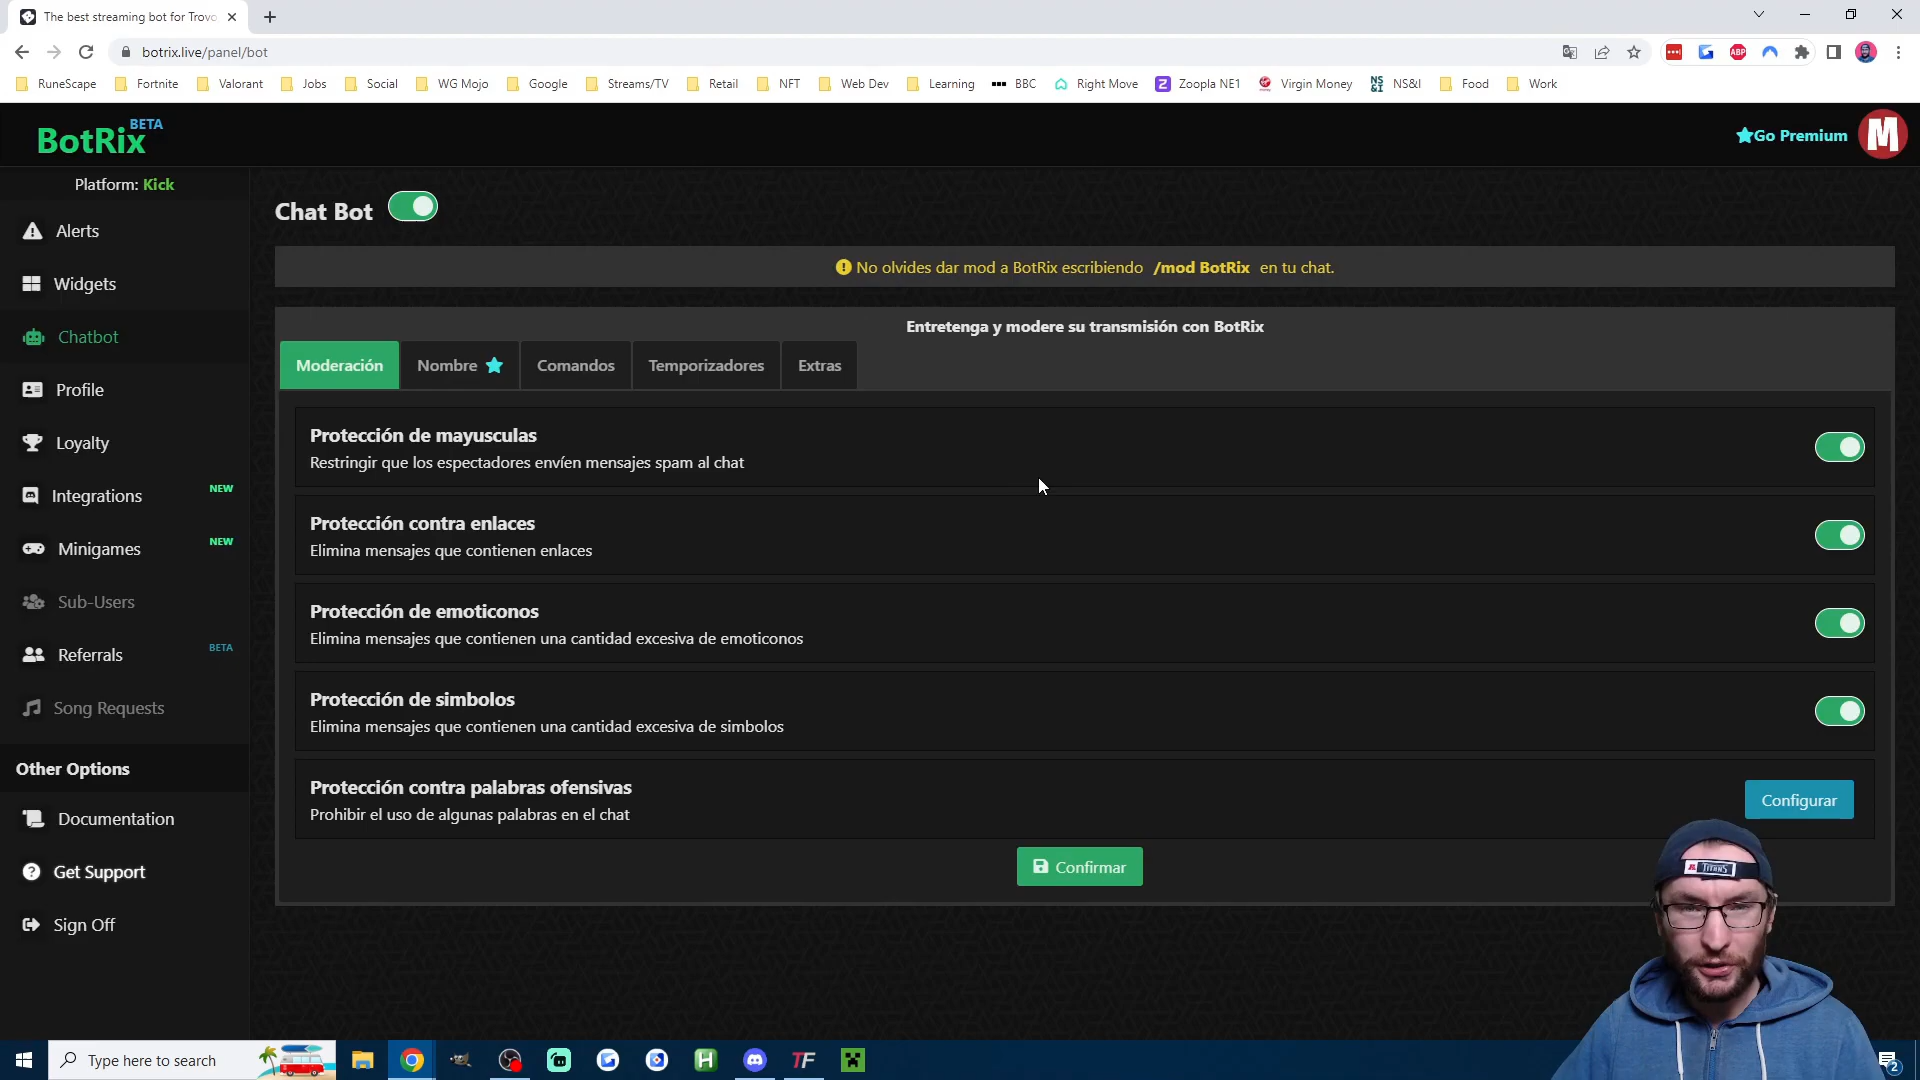 The best streaming bot for Trovo
botrix.live/panel/bot
ABP
RuneScape
Fortnite
Valorant
Jobs
Social
WG Mojo
Google
Streams/TV
Retail
NFT
Web Dev
Learning
BBC
Right Move
Z Zoopla NE1
Virgin Money
NS&I NS&I
Food
Work
BotRix BETA
Go Premium
M
Platform: Kick
Alerts
Widgets
Chatbot
Profile
Loyalty
Integrations NEW
Minigames NEW
Sub-Users
Referrals BETA
Song Requests
Other Options
Documentation
Get Support
Sign Off
Chat Bot
No olvides dar mod a BotRix escribiendo /mod BotRix en tu chat.
Entretenga y modere su transmisión con BotRix
Moderación
Nombre
Comandos
Temporizadores
Extras
Protección de mayusculas
Restringir que los espectadores envíen mensajes spam al chat
Protección contra enlaces
Elimina mensajes que contienen enlaces
Protección de emoticonos
Elimina mensajes que contienen una cantidad excesiva de emoticonos
Protección de simbolos
Elimina mensajes que contienen una cantidad excesiva de simbolos
Protección contra palabras ofensivas
Prohibir el uso de algunas palabras en el chat
Configurar
Confirmar
TITANS
Type here to search
H
TF
2